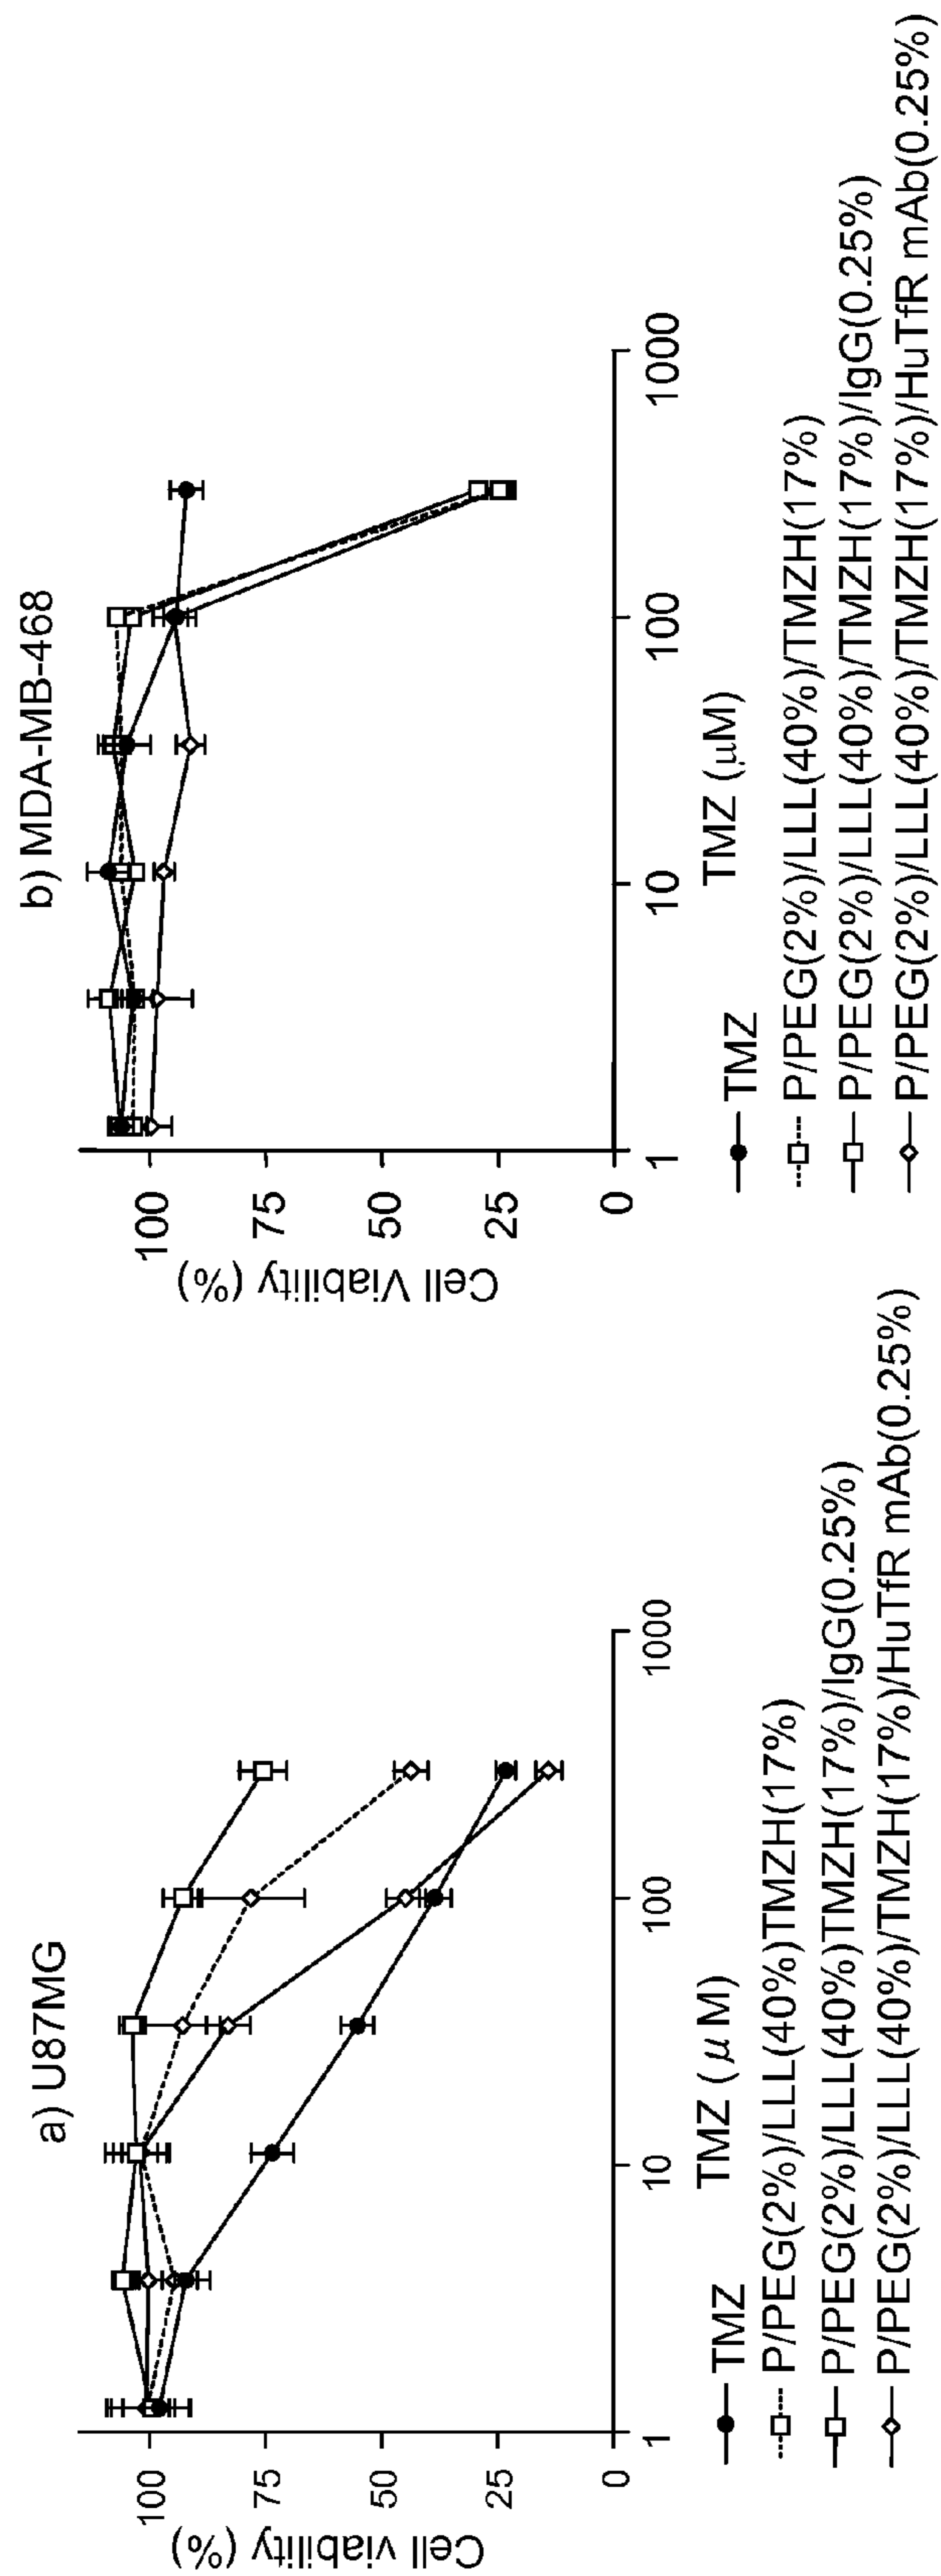 a) U87MG
Cell viability (%)
100
75
50
25
0
1
10
100
1000
TMZ (μM)
TMZ
P/PEG(2%)/LLL(40%)TMZH(17%)
P/PEG(2%)/LLL(40%)TMZH(17%)/IgG(0.25%)
P/PEG(2%)/LLL(40%)/TMZH(17%)/HuTfR mAb(0.25%)
b) MDA-MB-468
Cell Viability (%)
100
75
50
25
0
1
10
100
1000
TMZ (μM)
TMZ
P/PEG(2%)/LLL(40%)/TMZH(17%)
P/PEG(2%)/LLL(40%)/TMZH(17%)/IgG(0.25%)
P/PEG(2%)/LLL(40%)/TMZH(17%)/HuTfR mAb(0.25%)